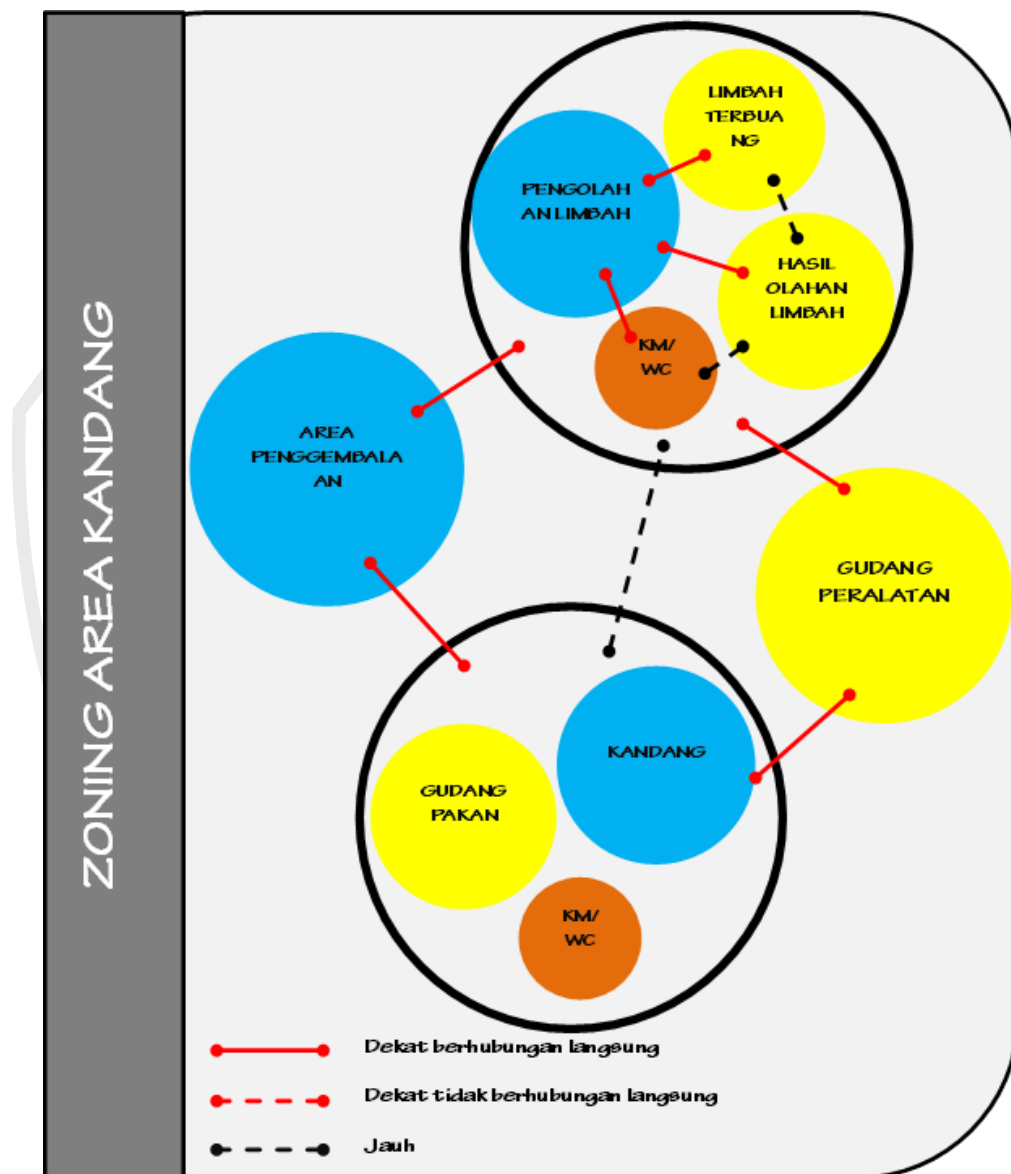 ZONING AREA KANDANG
LIMBAH
TERBUA
NG
PENGOLAH
AN LIMBAH
HASIL
OLAHAN
LIMBAH
KM/
WC
AREA
PENGGEMBALA
AN
GUDANG
PERALATAN
KANDANG
GUDANG
PAKAN
KM/
WC
Dekat berhubungan langsung
Dekat tidak berhubungan langsung
Jauh